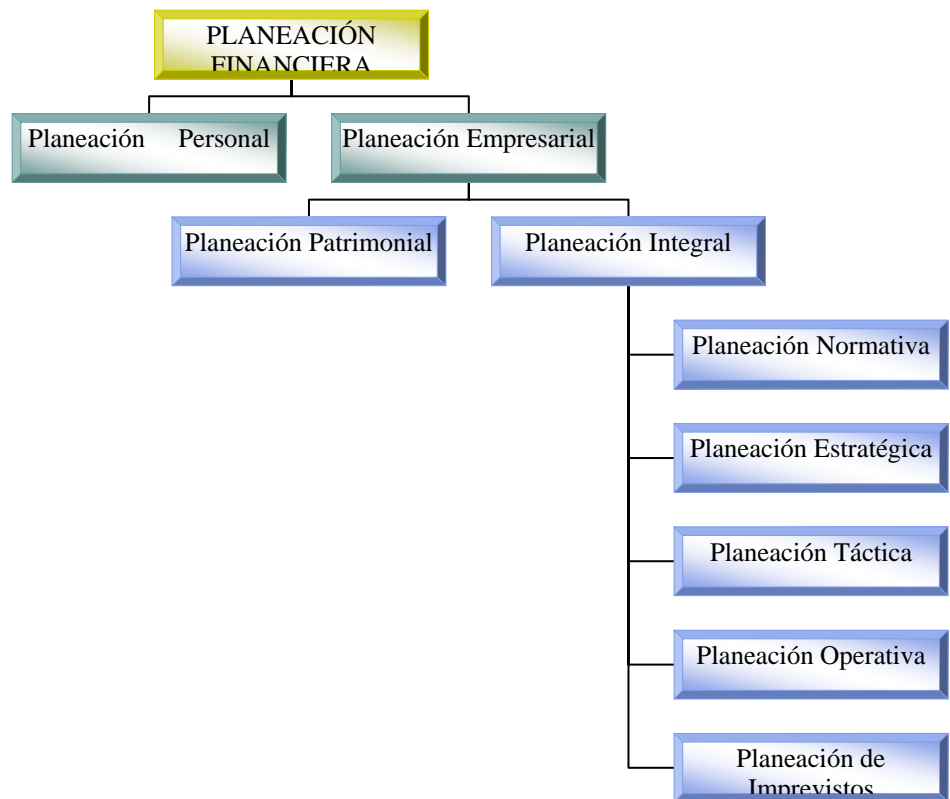 PLANEACIÓN
FINANCIERA
Planeación Personal
Planeación Empresarial
Planeación Patrimonial
Planeación Integral
Planeación Normativa
Planeación Estratégica
Planeación Táctica
Planeación Operativa
Planeación de
Imprevistos